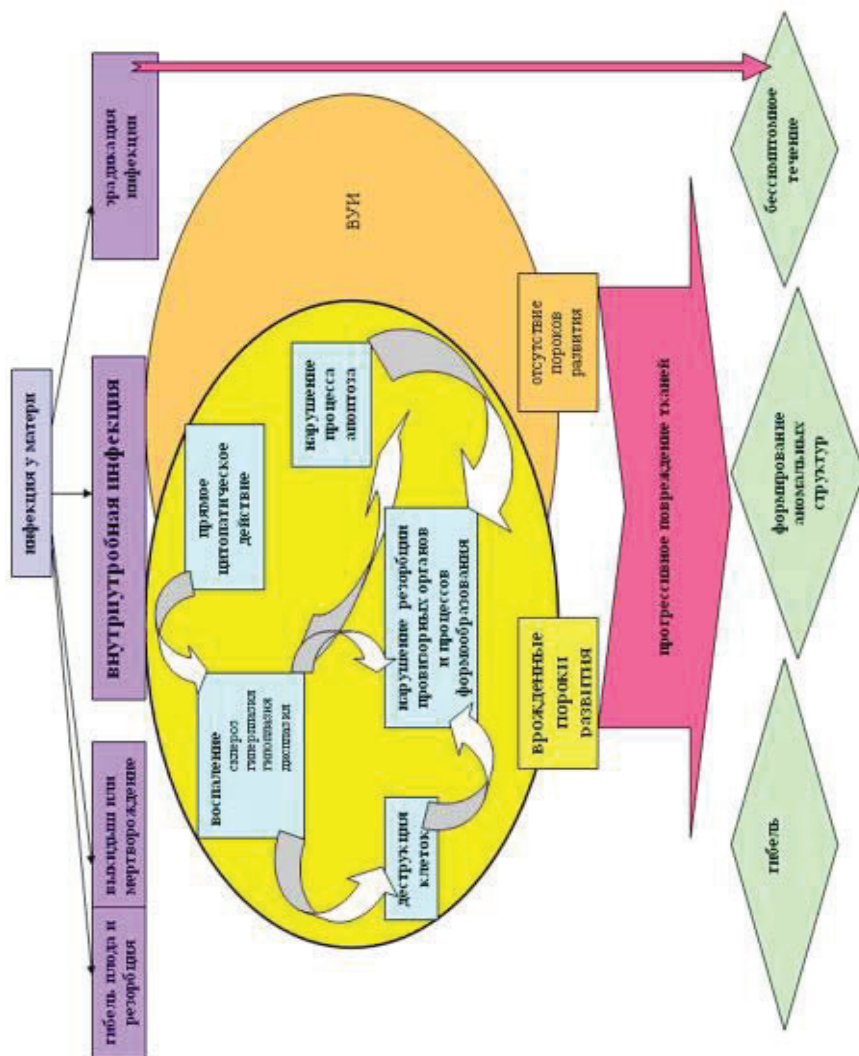 инфекция у матери
гибель плода и
резорбция
выкидыш или
мертворождение
внутриутробная инфекция
эрадикация
инфекции
воспаление
склероз
гиперплазия
гипоплазия
дисплазия
прямое
цитопатическое
действие
нарушение
процесса
апоптоза
деструкция
клеток
нарушение резорбции
провизорных органов
и процессов
формообразования
ВУИ
врожденные
пороки
развития
отсутствие
пороков
развития
прогрессивное повреждение тканей
гибель
формирование
аномальных
структур
бессимптомное
течение